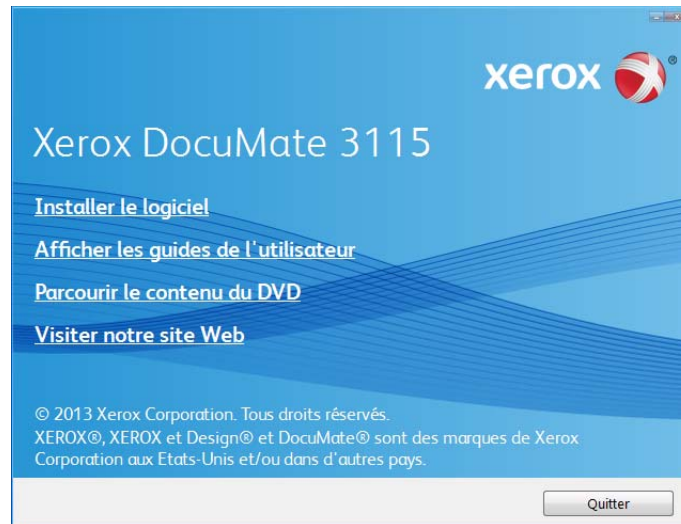 xerox ®
Xerox DocuMate 3115
Installer le logiciel
Afficher les guides de l'utilisateur
Parcourir le contenu du DVD
Visiter notre site Web
© 2013 Xerox Corporation. Tous droits réservés.
XEROX®, XEROX et Design® et DocuMate® sont des marques de Xerox
Corporation aux Etats-Unis et/ou dans d'autres pays.
Quitter